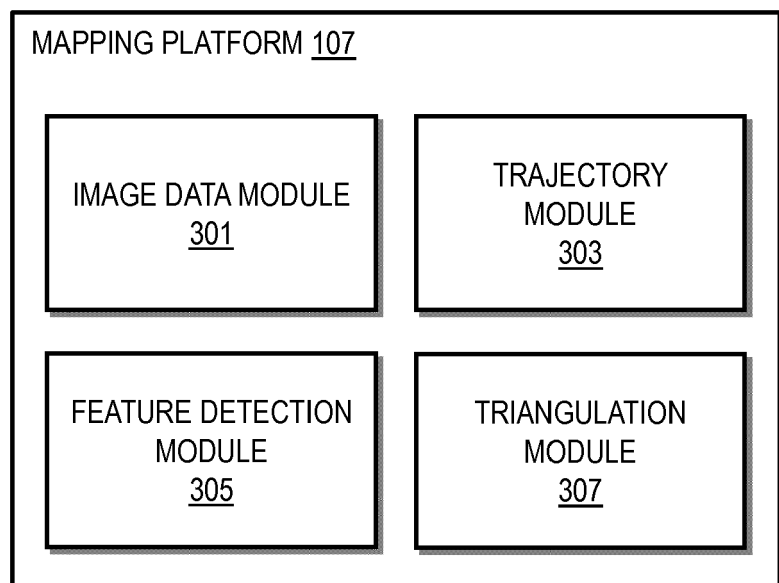 MAPPING PLATFORM 107
IMAGE DATA MODULE
301
TRAJECTORY
MODULE
303
FEATURE DETECTION
MODULE
305
TRIANGULATION
MODULE
307